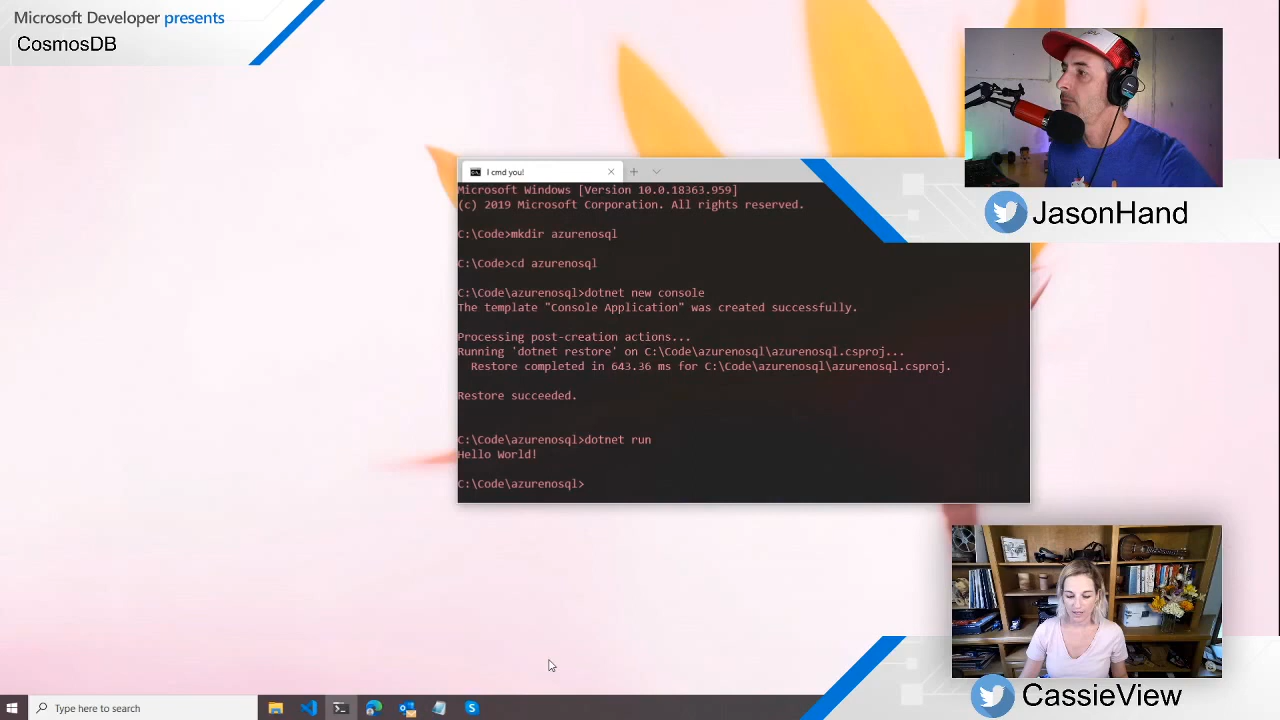 Microsoft Developer presents
CosmosDB
I cmd you!
Microsoft Windows [Version 10.0.18363.959]
(c) 2019 Microsoft Corporation. All rights reserved.
C:\Code>mkdir azurenosql
C:\Code>cd azurenosql
C:\Code\azurenosql>dotnet new console
The template "Console Application" was created successfully.
Processing post-creation actions...
Running 'dotnet restore' on C:\Code\azurenosql\azurenosql.csproj...
Restore completed in 643.36 ms for C:\Code\azurenosql\azurenosql.csproj.
Restore succeeded.
C:\Code\azurenosql>dotnet run
Hello World!
C:\Code\azurenosql>
JasonHand
CassieView
Type here to search